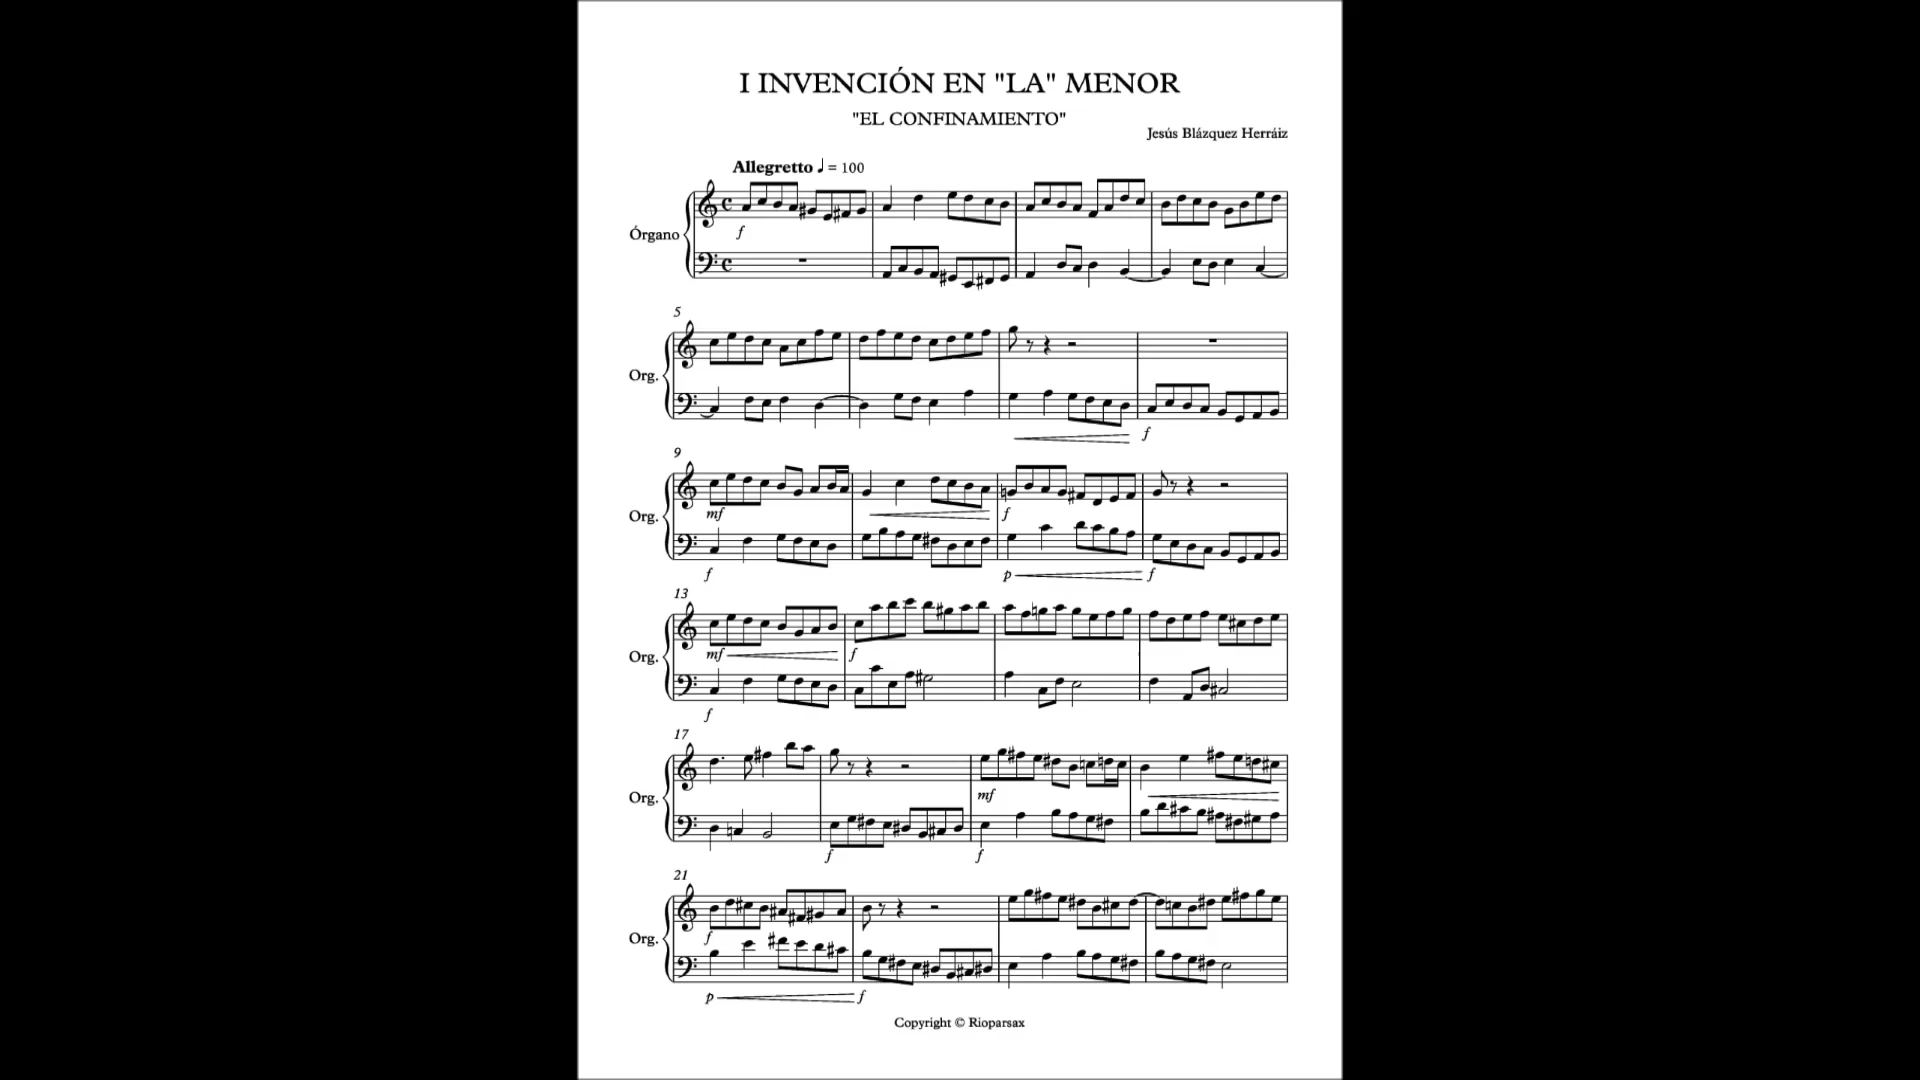 I INVENCIÓN EN "LA" MENOR
"EL CONFINAMIENTO"
Jesús Blázquez Herráiz
Allegretto ♩ = 100
Órgano
f
5
Org.
f
9
Org.
mf
f
f
p
f
13
Org.
mf
f
f
17
Org.
mf
f
f
21
Org.
f
p
f
Copyright © Rioparsax